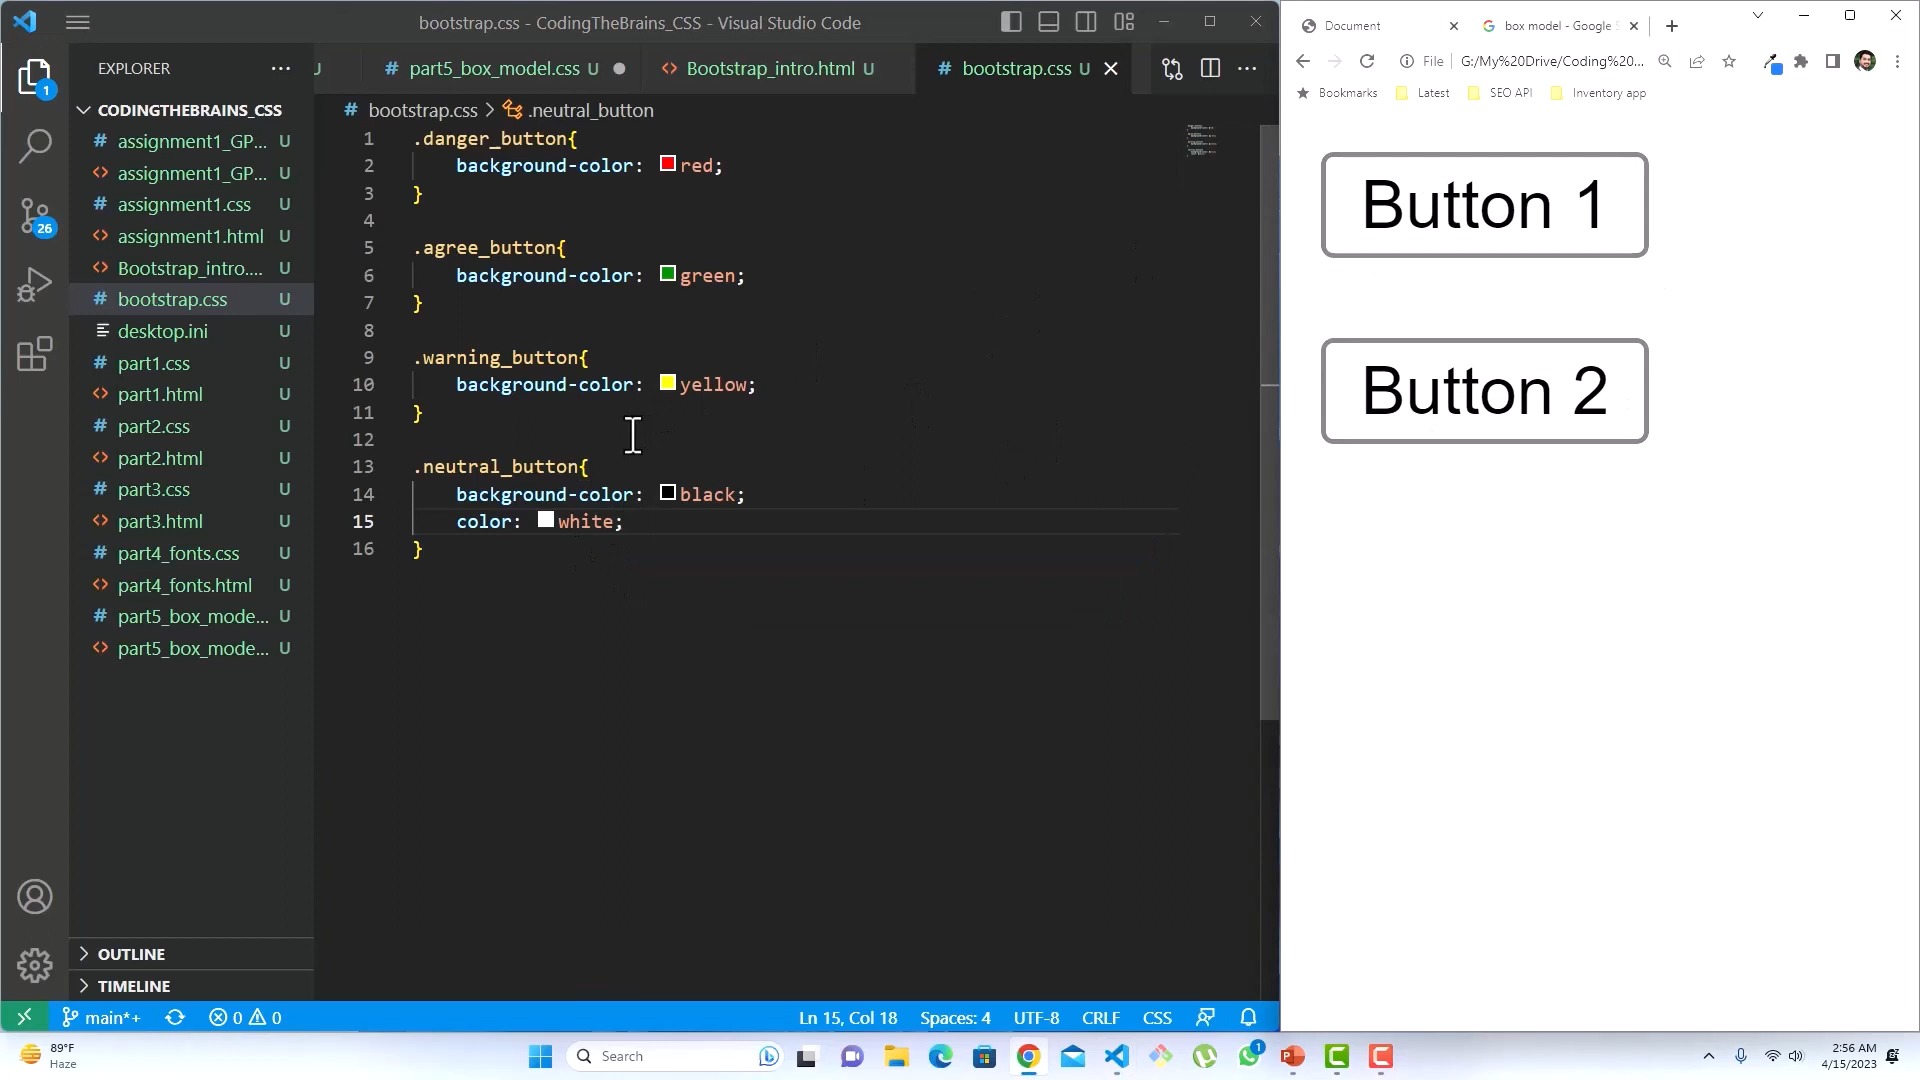 bootstrap.css - CodingTheBrains_CSS - Visual Studio Code
EXPLORER
part5_box_model.css U
Bootstrap_intro.html U
bootstrap.css U
CODINGTHEBRAINS_CSS
assignment1_GP... U
assignment1_GP... U
assignment1.css U
assignment1.html U
Bootstrap_intro.... U
bootstrap.css U
desktop.ini U
part1.css U
part1.html U
part2.css U
part2.html U
part3.css U
part3.html U
part4_fonts.css U
part4_fonts.html U
part5_box_mode... U
part5_box_mode... U
OUTLINE
TIMELINE
1
26
bootstrap.css > .neutral_button
1 .danger_button{
2 background-color: red;
3 }
4
5 .agree_button{
6 background-color: green;
7 }
8
9 .warning_button{
10 background-color: yellow;
11 }
12
13 .neutral_button{
14 background-color: black;
15 color: white;
16 }
main*+ 0 0
Ln 15, Col 18 Spaces: 4 UTF-8 CRLF CSS
Document
box model - Google
File G:/My%20Drive/Coding%20...
Bookmarks Latest SEO API Inventory app
Button 1
Button 2
89°F
Haze
Search
1
2:56 AM
4/15/2023